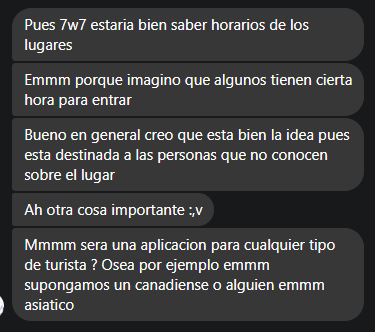 Pues 7w7 estaria bien saber horarios de los
lugares
Emmm porque imagino que algunos tienen cierta
hora para entrar
Bueno en general creo que esta bien la idea pues
esta destinada a las personas que no conocen
sobre el lugar
Ah otra cosa importante :,v
Mmmm sera una aplicacion para cualquier tipo
de turista ? Osea por ejemplo emmm
supongamos un canadiense o alguien emmm
asiatico